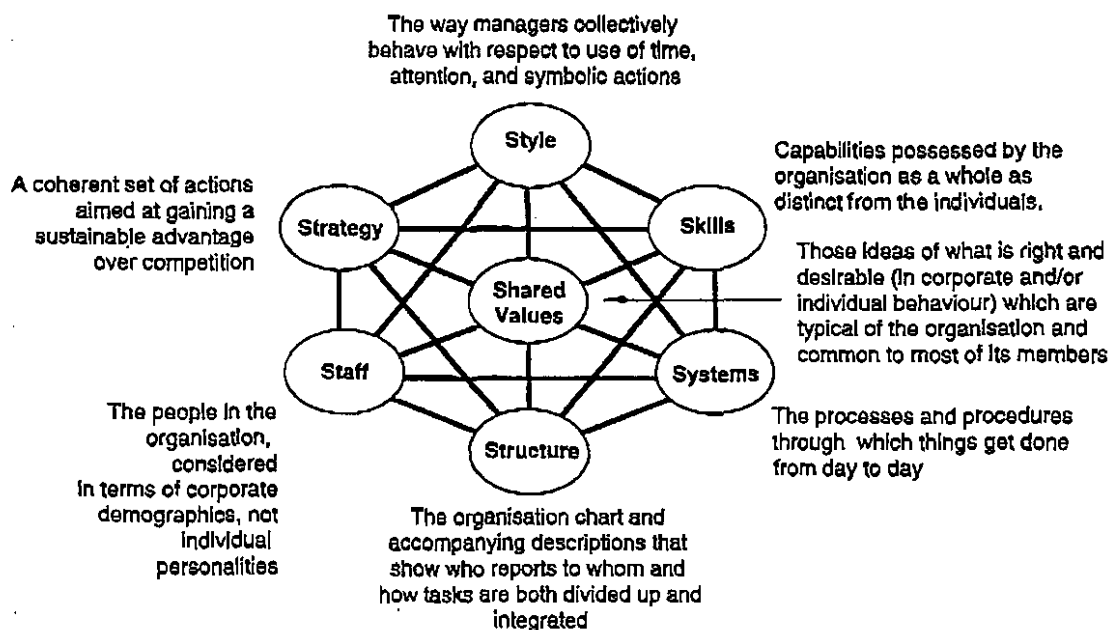 The way managers collectively
behave with respect to use of time,
attention, and symbolic actions
Style
A coherent set of actions
aimed at gaining a
sustainable advantage
over competition
Strategy
Skills
Capabilities possessed by the
organisation as a whole as
distinct from the individuals.
Shared
Values
Those ideas of what is right and
desirable (in corporate and/or
individual behaviour) which are
typical of the organisation and
common to most of its members
Staff
Systems
The people in the
organisation,
considered
in terms of corporate
demographics, not
individual
personalities
Structure
The processes and procedures
through which things get done
from day to day
The organisation chart and
accompanying descriptions that
show who reports to whom and
how tasks are both divided up and
integrated